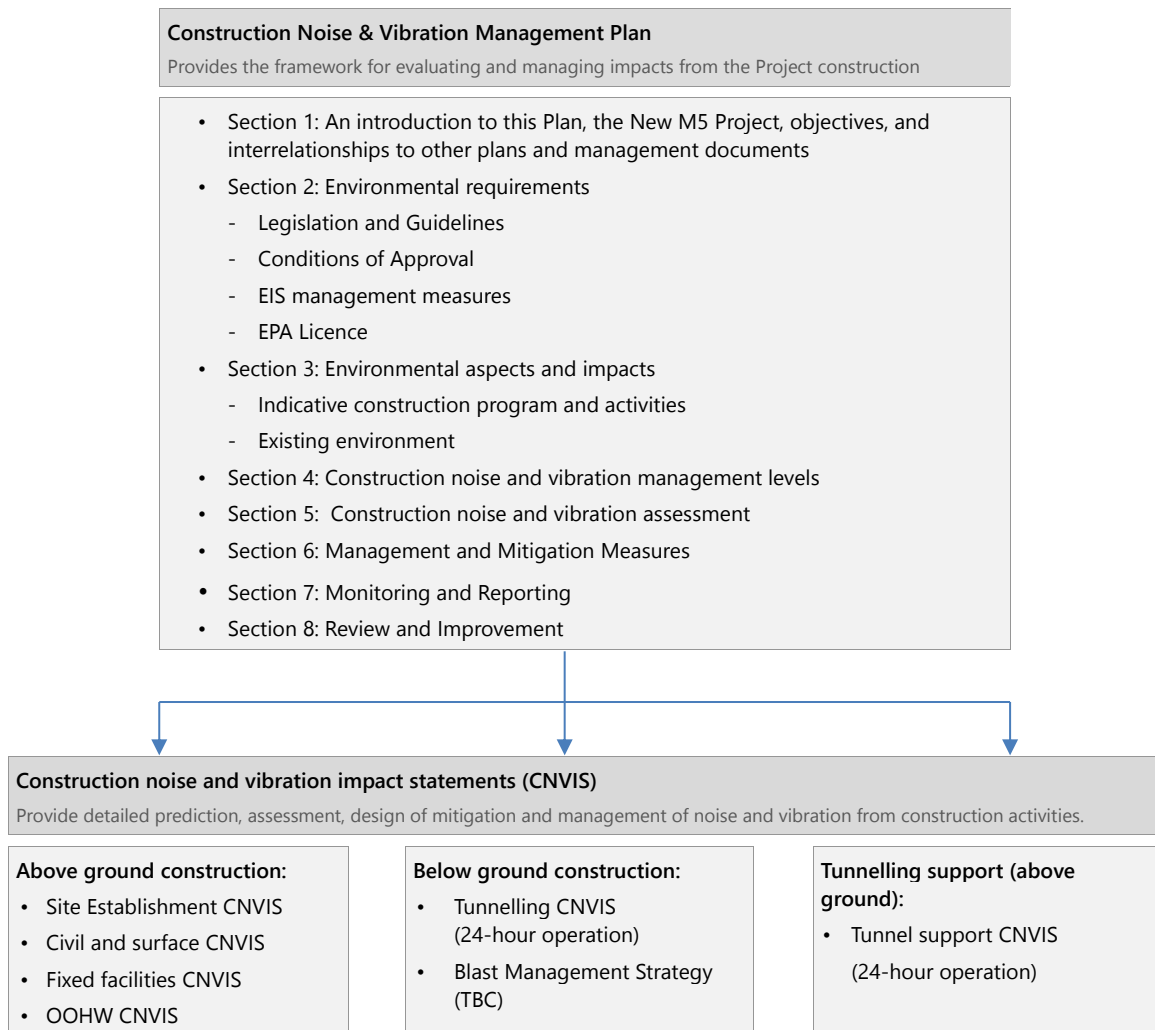 Construction Noise & Vibration Management Plan
Provides the framework for evaluating and managing impacts from the Project construction
• Section 1: An introduction to this Plan, the New M5 Project, objectives, and
interrelationships to other plans and management documents
• Section 2: Environmental requirements
- Legislation and Guidelines
- Conditions of Approval
- EIS management measures
- EPA Licence
• Section 3: Environmental aspects and impacts
- Indicative construction program and activities
- Existing environment
• Section 4: Construction noise and vibration management levels
• Section 5: Construction noise and vibration assessment
• Section 6: Management and Mitigation Measures
• Section 7: Monitoring and Reporting
• Section 8: Review and Improvement
Construction noise and vibration impact statements (CNVIS)
Provide detailed prediction, assessment, design of mitigation and management of noise and vibration from construction activities.
Above ground construction:
• Site Establishment CNVIS
• Civil and surface CNVIS
• Fixed facilities CNVIS
• OOHW CNVIS
Below ground construction:
• Tunnelling CNVIS
(24-hour operation)
• Blast Management Strategy
(TBC)
Tunnelling support (above
ground):
• Tunnel support CNVIS
(24-hour operation)